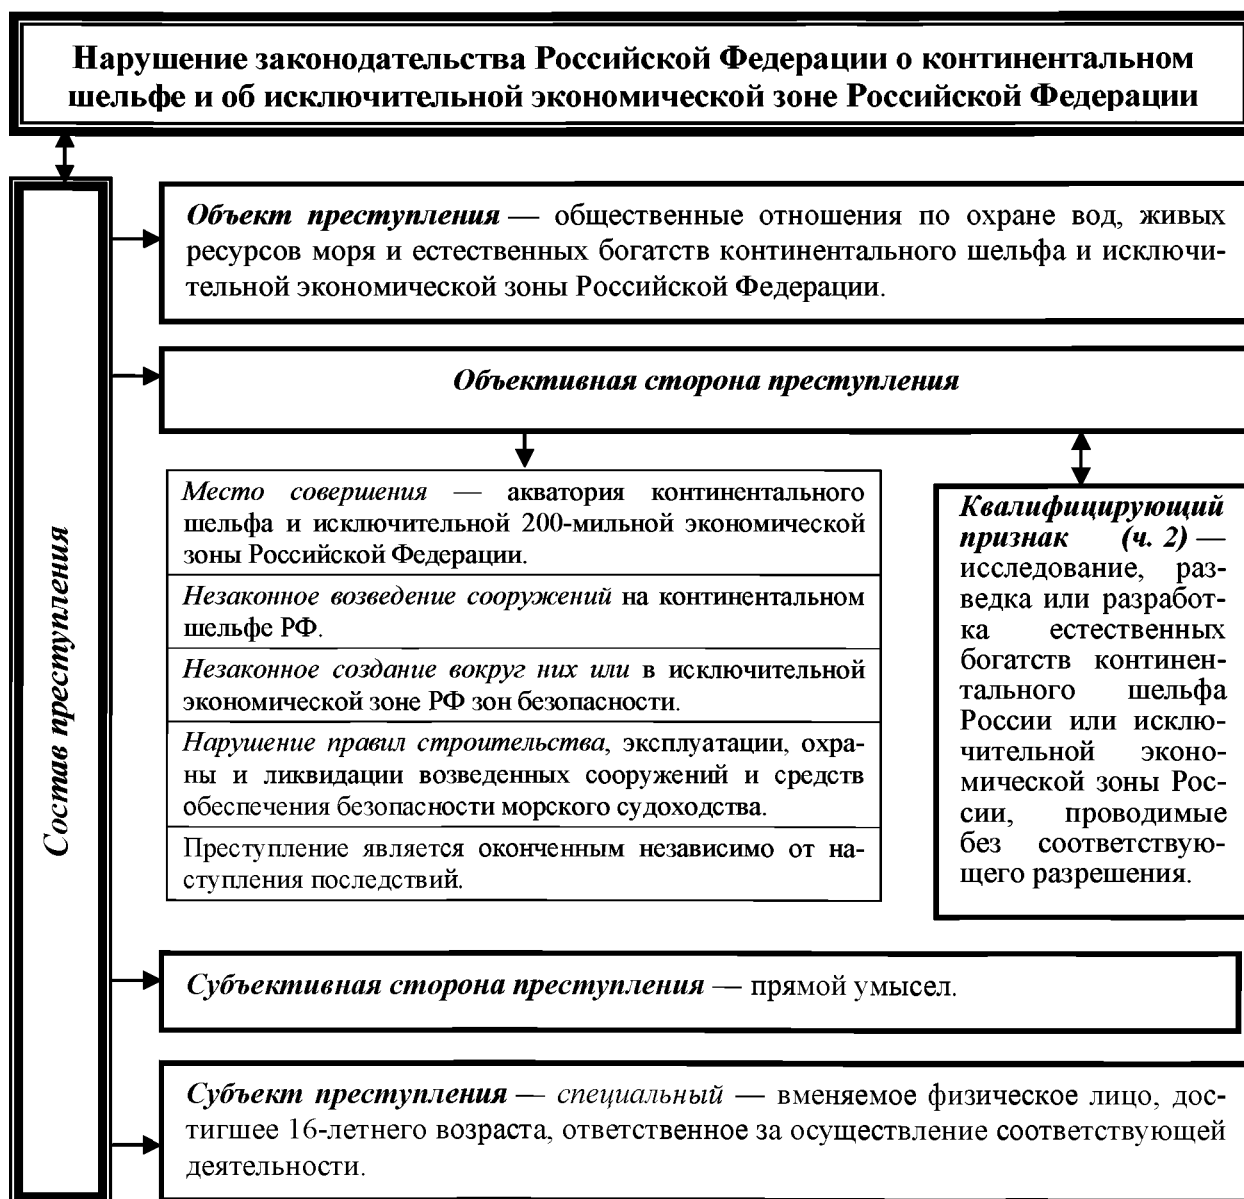 Нарушение законодательства Российской Федерации о континентальном
шельфе и об исключительной экономической зоне Российской Федерации
Состав преступления
Объект преступления — общественные отношения по охране вод, живых
ресурсов моря и естественных богатств континентального шельфа и исключи-
тельной экономической зоны Российской Федерации.
Объективная сторона преступления
Место совершения — акватория континентального
шельфа и исключительной 200-мильной экономической
зоны Российской Федерации.
Незаконное возведение сооружений на континентальном
шельфе РФ.
Незаконное создание вокруг них или в исключительной
экономической зоне РФ зон безопасности.
Нарушение правил строительства, эксплуатации, охра-
ны и ликвидации возведенных сооружений и средств
обеспечения безопасности морского судоходства.
Преступление является оконченным независимо от на-
ступления последствий.
Квалифицирующий
признак (ч. 2) —
исследование, раз-
ведка или разработ-
ка естественных
богатств континен-
тального шельфа
России или исклю-
чительной эконо-
мической зоны Рос-
сии, проводимые
без соответствую-
щего разрешения.
Субъективная сторона преступления — прямой умысел.
Субъект преступления — специальный — вменяемое физическое лицо, дос-
тигшее 16-летнего возраста, ответственное за осуществление соответствующей
деятельности.